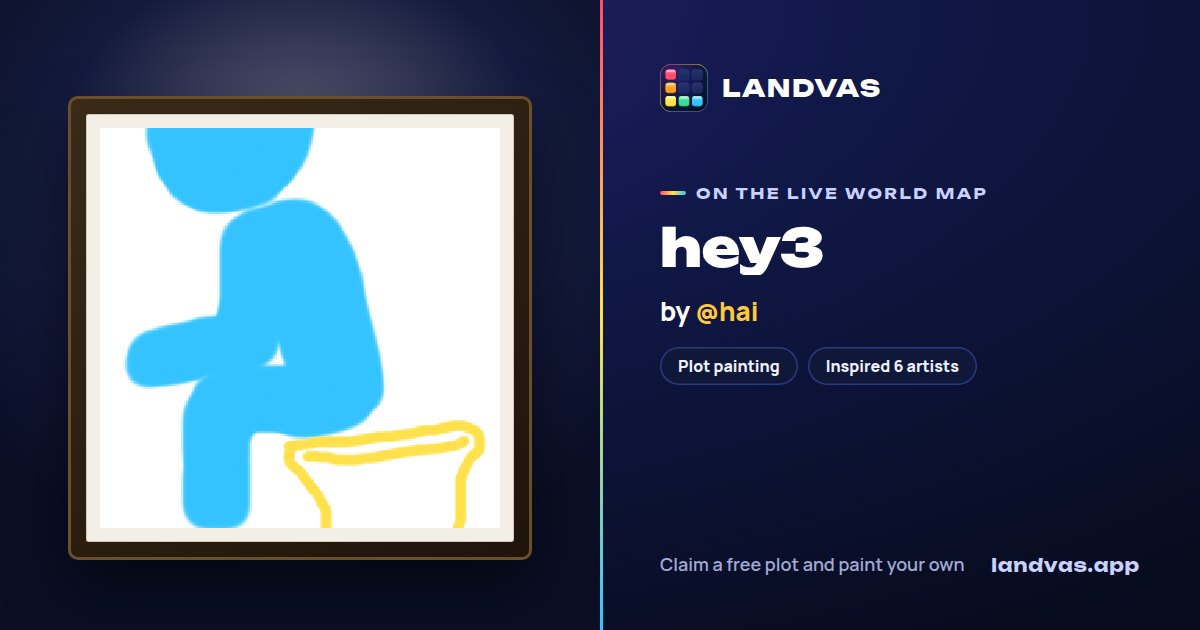 LANDVAS
ON THE LIVE WORLD MAP
hey3
by @hai
Plot painting
Inspired 6 artists
Claim a free plot and paint your own
landvas.app